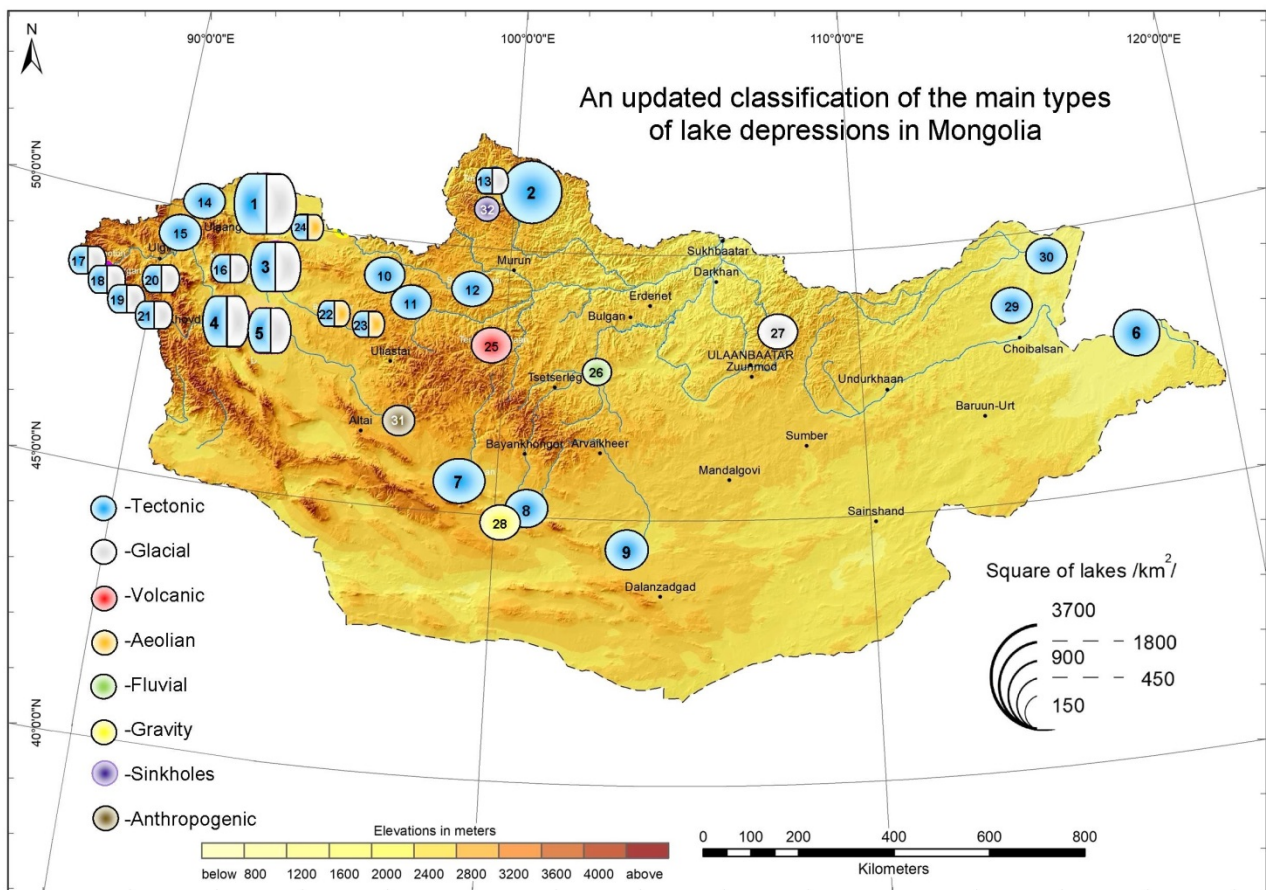 N
90°0'0"E
100°0'0"E
110°0'0"E
120°0'0"E
An updated classification of the main types
of lake depressions in Mongolia
50°0'0"N
45°0'0"N
40°0'0"N
13
2
32
14
1
24
15
17
18
20
16
3
19
21
4
5
22
23
10
11
12
25
26
27
30
29
6
31
7
8
28
9
Murun
Sukhbaatar
Darkhan
Erdenet
Bulgan
ULAANBAATAR
Zuunmod
Choibalsan
Undurkhaan
Baruun-Urt
Uliastai
Tsetserleg
Altai
Bayankhongor
Arvaikheer
Sumber
Mandalgovi
Sainshand
Dalanzadgad
-Tectonic
-Glacial
-Volcanic
-Aeolian
-Fluvial
-Gravity
-Sinkholes
-Anthropogenic
Square of lakes /km²/
3700
1800
900
450
150
Elevations in meters
below 800 1200 1600 2000 2400 2800 3200 3600 4000 above
0 100 200 400 600 800
Kilometers